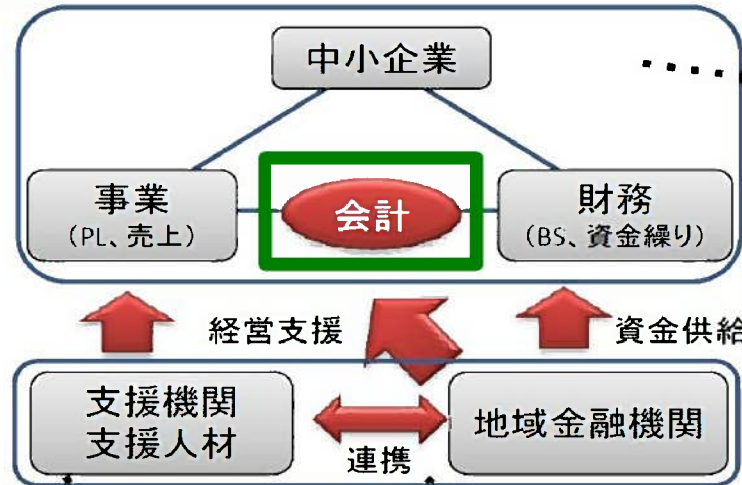 中小企業
事業
(PL、売上)
会計
財務
(BS、資金繰り)
経営支援
資金供給
支援機関
支援人材
連携
地域金融機関